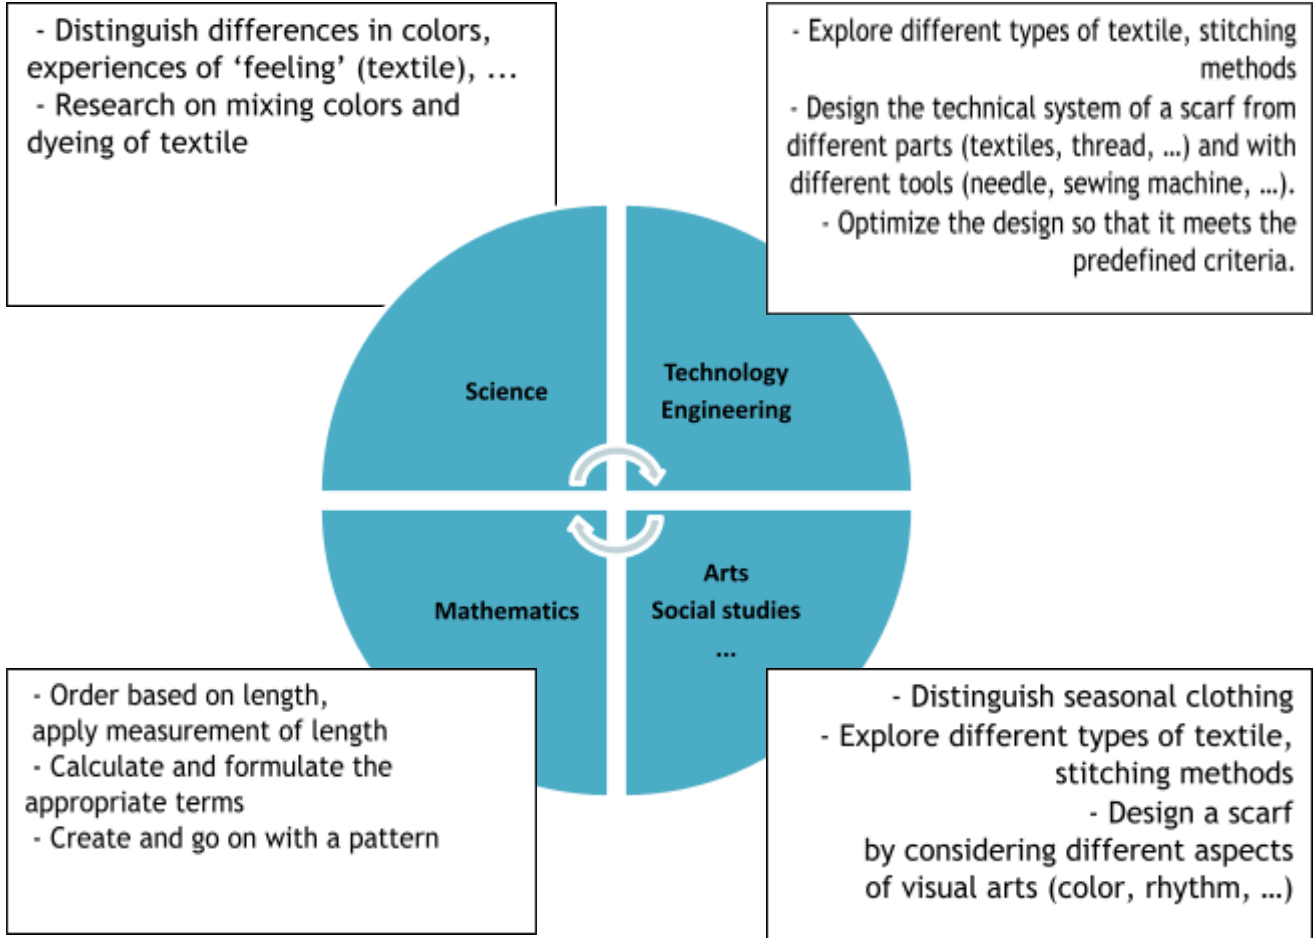 - Distinguish differences in colors,
experiences of ‘feeling’ (textile), ...
- Research on mixing colors and
dyeing of textile
- Explore different types of textile, stitching
methods
- Design the technical system of a scarf from
different parts (textiles, thread, ...) and with
different tools (needle, sewing machine, ...).
- Optimize the design so that it meets the
predefined criteria.
Science
Technology
Engineering
Mathematics
Arts
Social studies
...
- Order based on length,
apply measurement of length
- Calculate and formulate the
appropriate terms
- Create and go on with a pattern
- Distinguish seasonal clothing
- Explore different types of textile,
stitching methods
- Design a scarf
by considering different aspects
of visual arts (color, rhythm, ...)